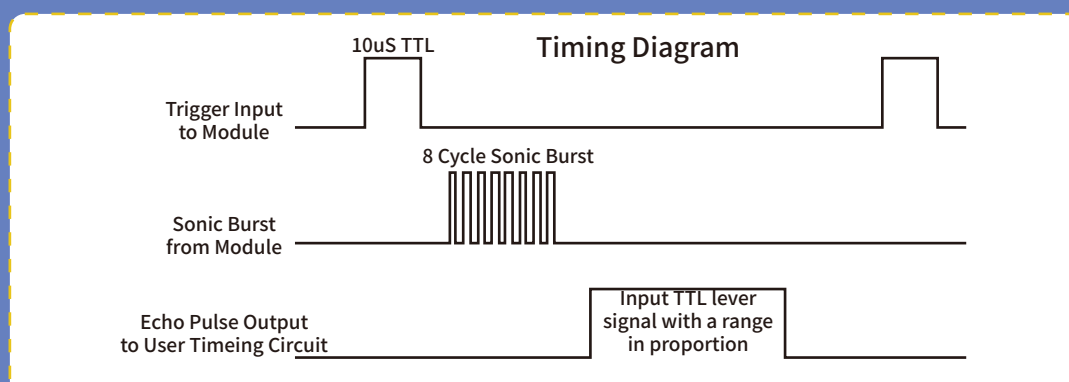 10uS TTL
Timing Diagram
Trigger Input
to Module
8 Cycle Sonic Burst
Sonic Burst
from Module
Input TTL lever
signal with a range
in proportion
Echo Pulse Output
to User Timeing Circuit